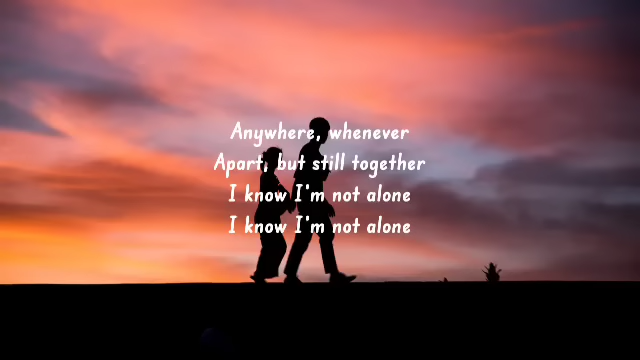 Anywhere, whenever
Apart, but still together
I know I'm not alone
I know I'm not alone